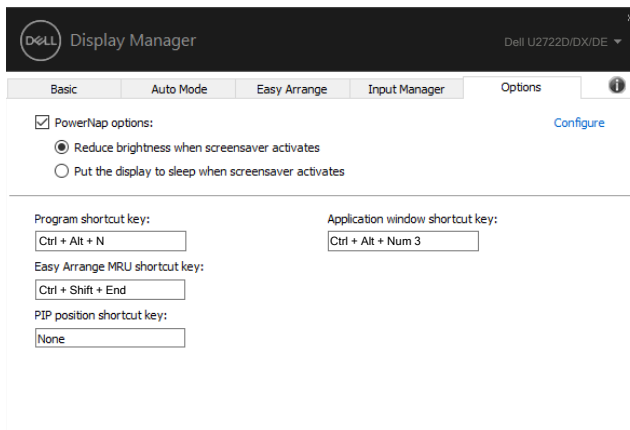 DELL Display Manager
Dell U2722D/DX/DE
Basic Auto Mode Easy Arrange Input Manager Options
PowerNap options: Configure
Reduce brightness when screensaver activates
Put the display to sleep when screensaver activates
Program shortcut key: Application window shortcut key:
Ctrl + Alt + N Ctrl + Alt + Num 3
Easy Arrange MRU shortcut key:
Ctrl + Shift + End
PIP position shortcut key:
None